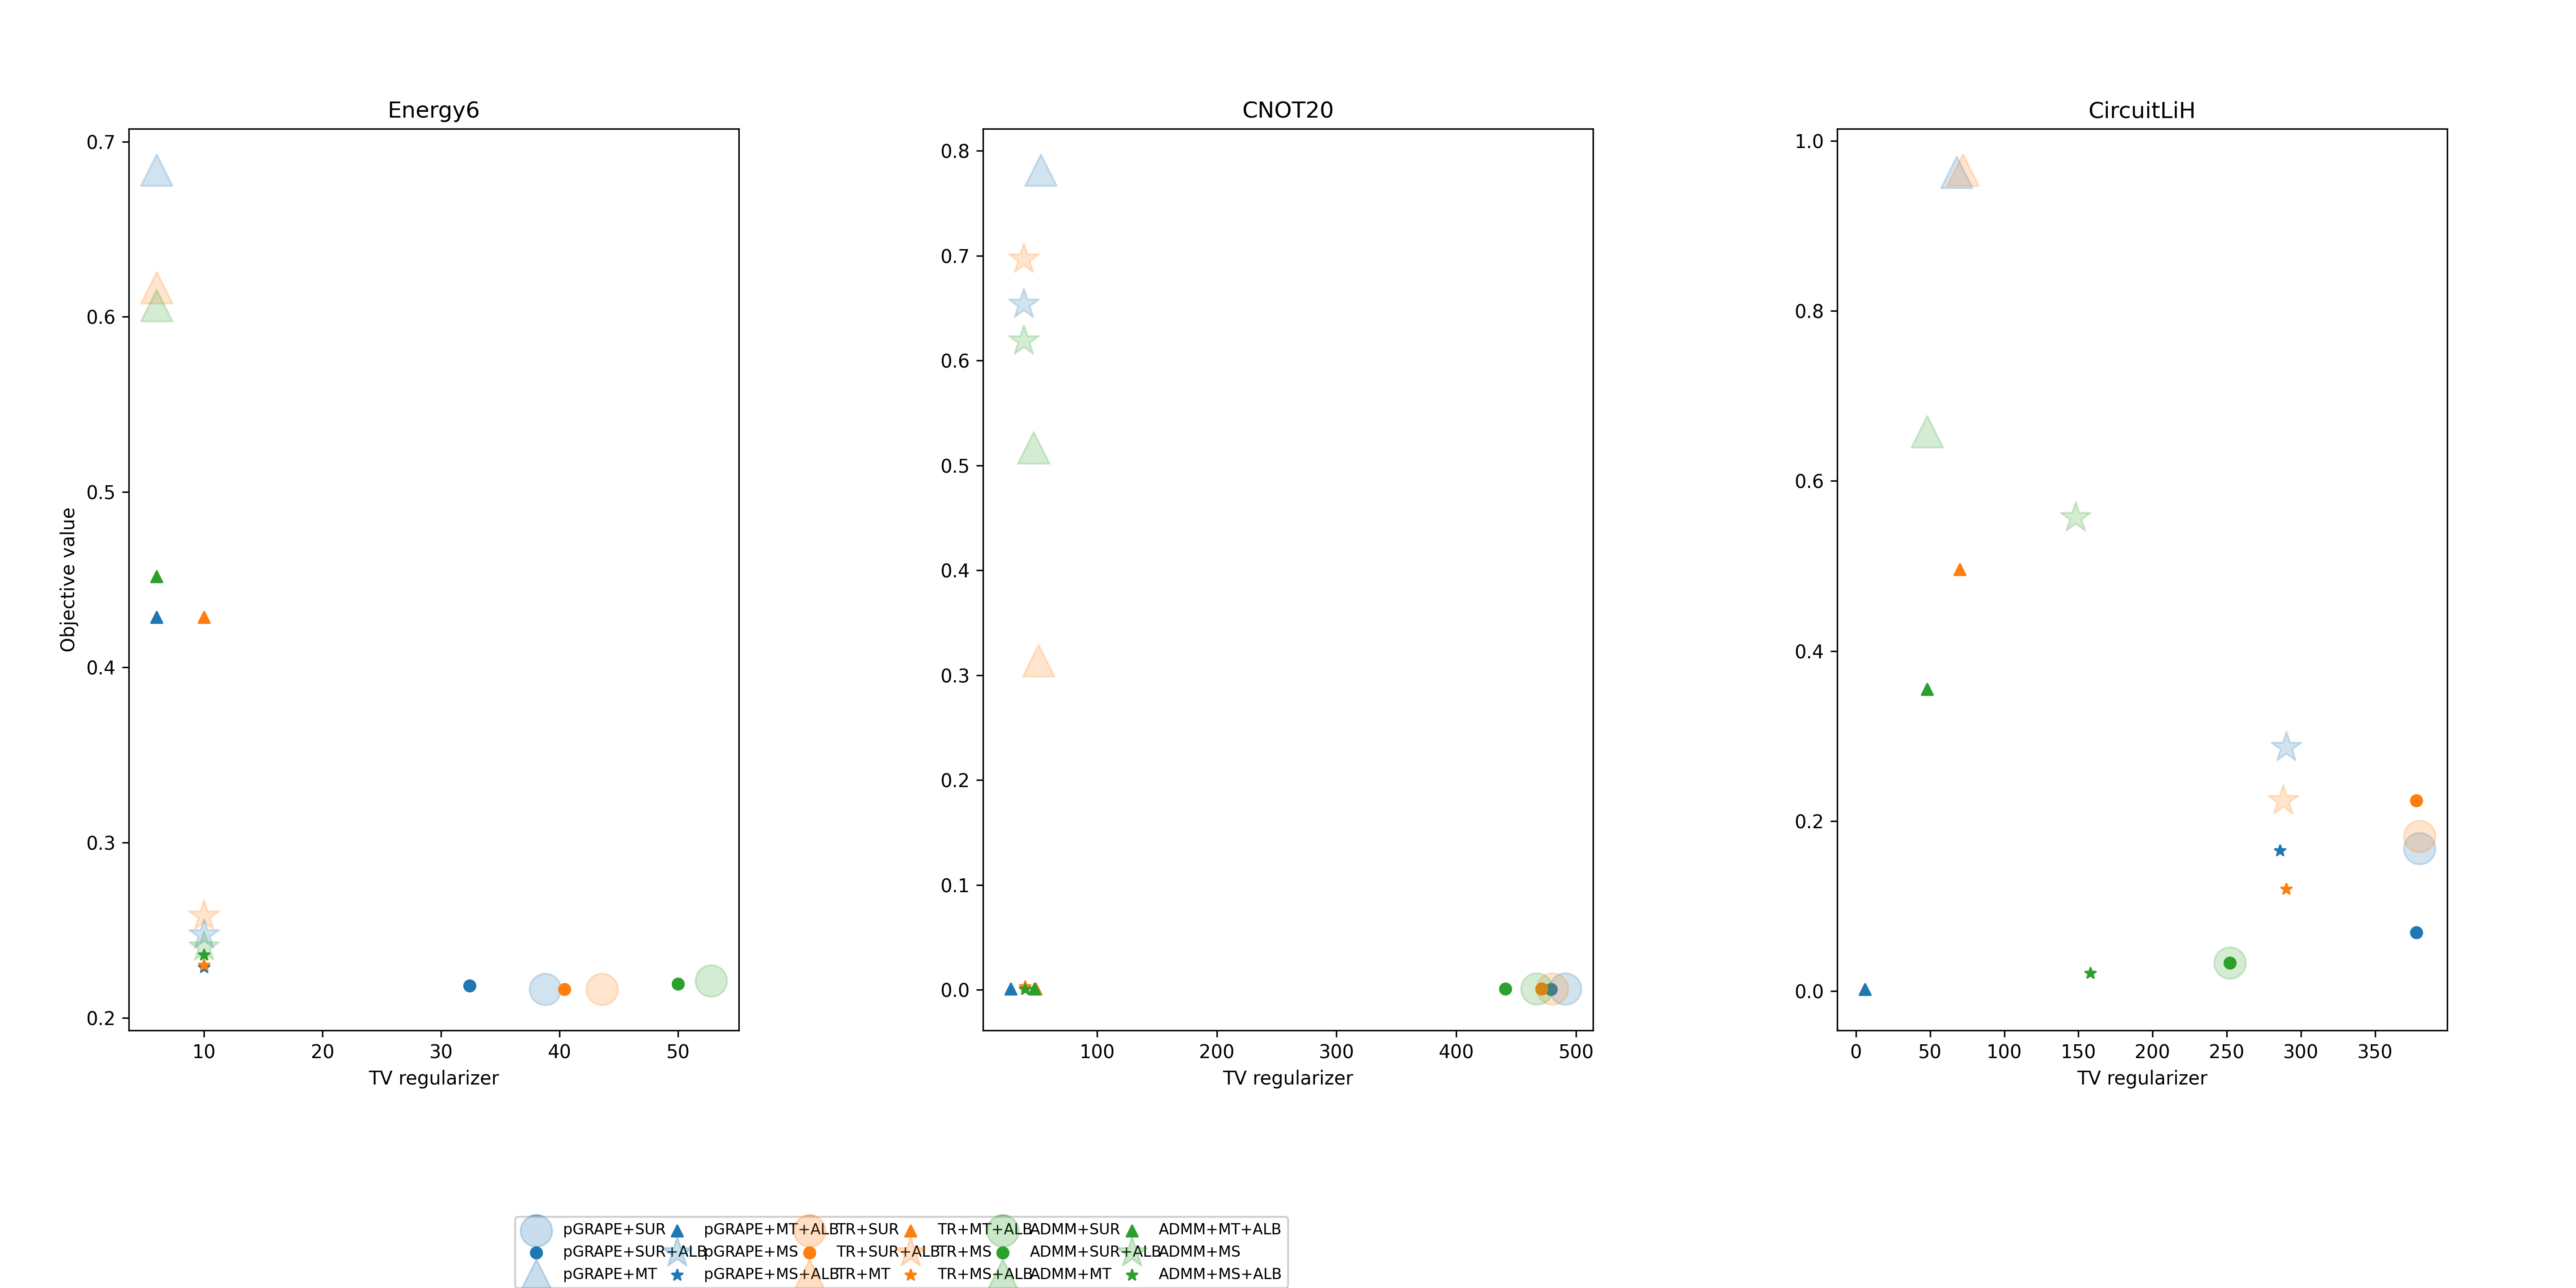 Energy6
CNOT20
CircuitLiH
Objective value
0.7
0.6
0.5
0.4
0.3
0.2
10 20 30 40 50
TV regularizer
0.8
0.7
0.6
0.5
0.4
0.3
0.2
0.1
0.0
100 200 300 400 500
TV regularizer
1.0
0.8
0.6
0.4
0.2
0.0
0 50 100 150 200 250 300 350
TV regularizer
pGRAPE+SUR pGRAPE+MT+ALB TR+SUR TR+MT+ALB ADMM+SUR ADMM+MT+ALB
pGRAPE+SUR+ALB pGRAPE+MS TR+SUR+ALB TR+MS ADMM+SUR+ALB ADMM+MS
pGRAPE+MT pGRAPE+MS+ALB TR+MT TR+MS+ALB ADMM+MT ADMM+MS+ALB